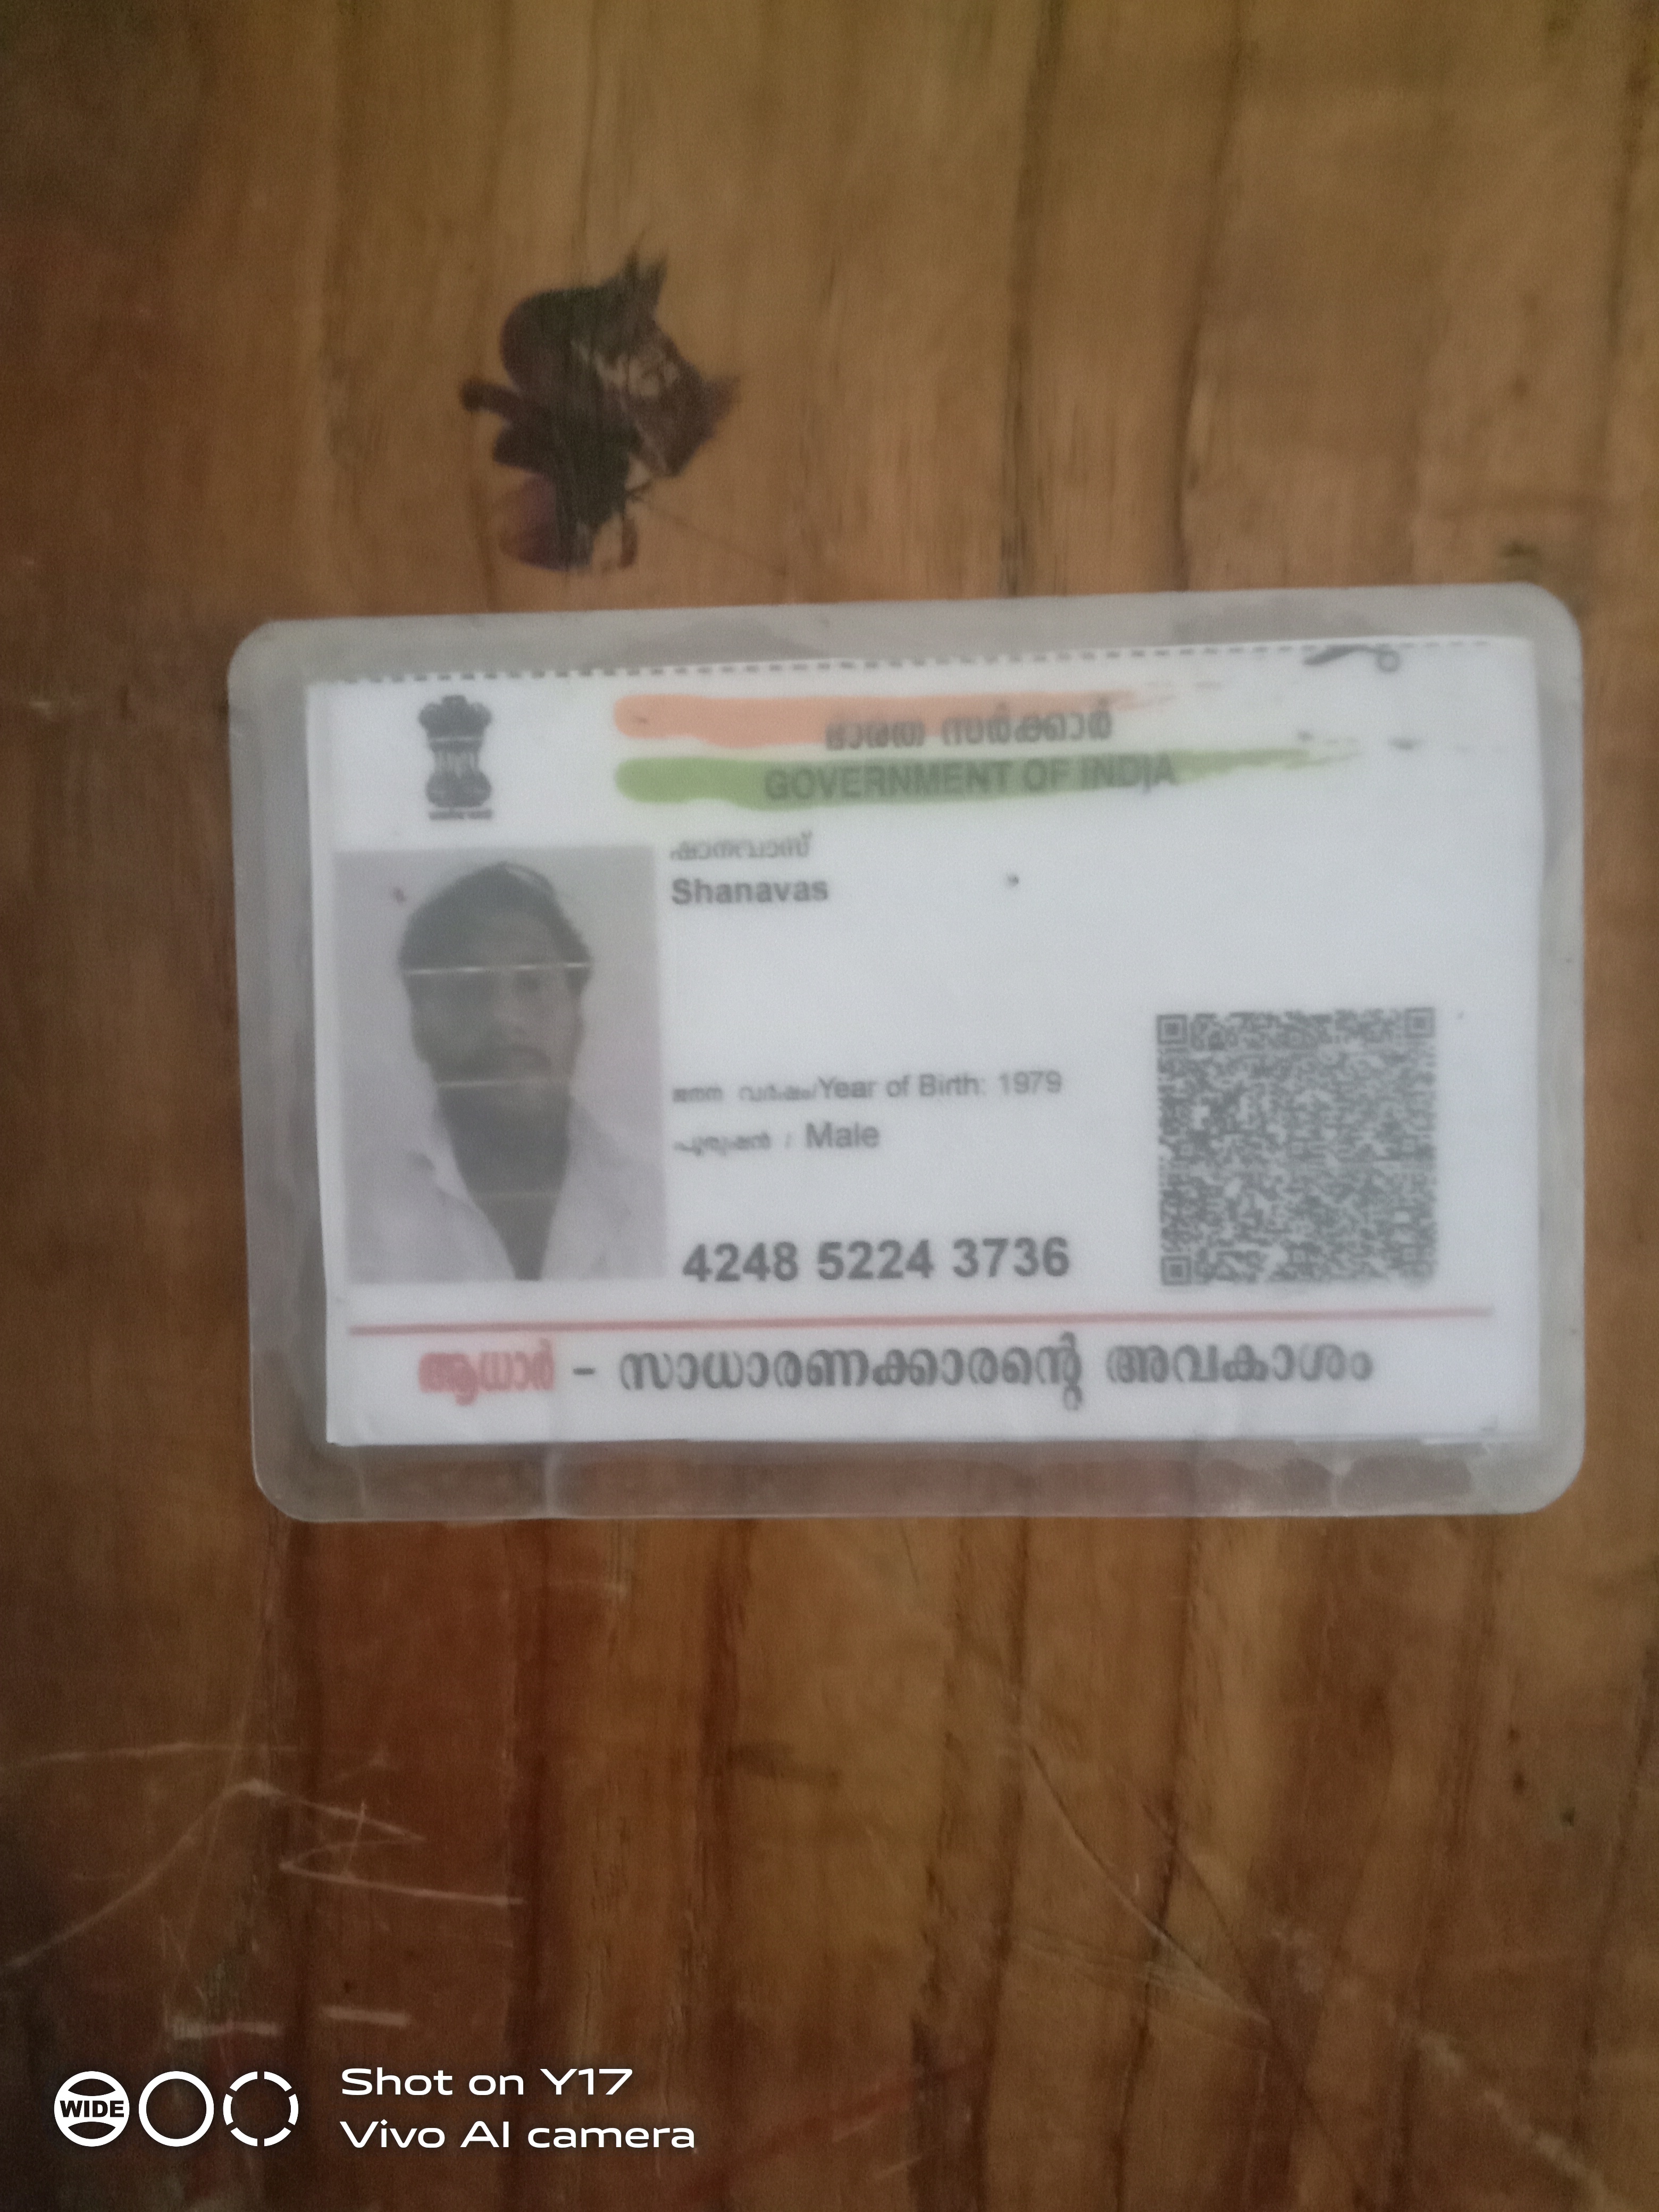 ഭാരത സർക്കാർ
GOVERNMENT OF INDIA
ഷാനവാസ്
Shanavas
ജനന വർഷം/Year of Birth: 1979
പുരുഷൻ / Male
4248 5224 3736
ആധാർ - സാധാരണക്കാരന്റെ അവകാശം
WIDE
Shot on Y17
Vivo AI camera